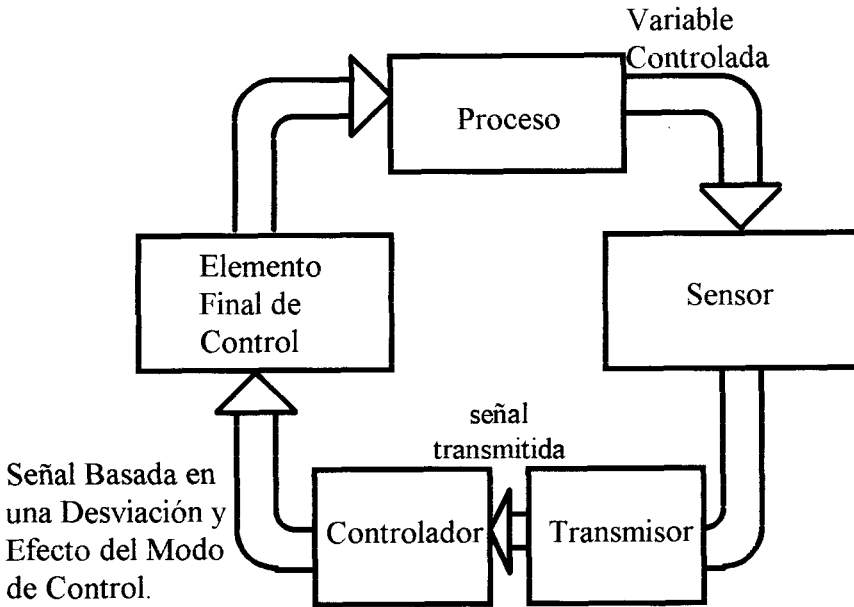 Variable
Controlada
Proceso
Elemento
Final de
Control
Sensor
señal
transmitida
Señal Basada en
una Desviación y
Efecto del Modo
de Control.
Controlador
Transmisor